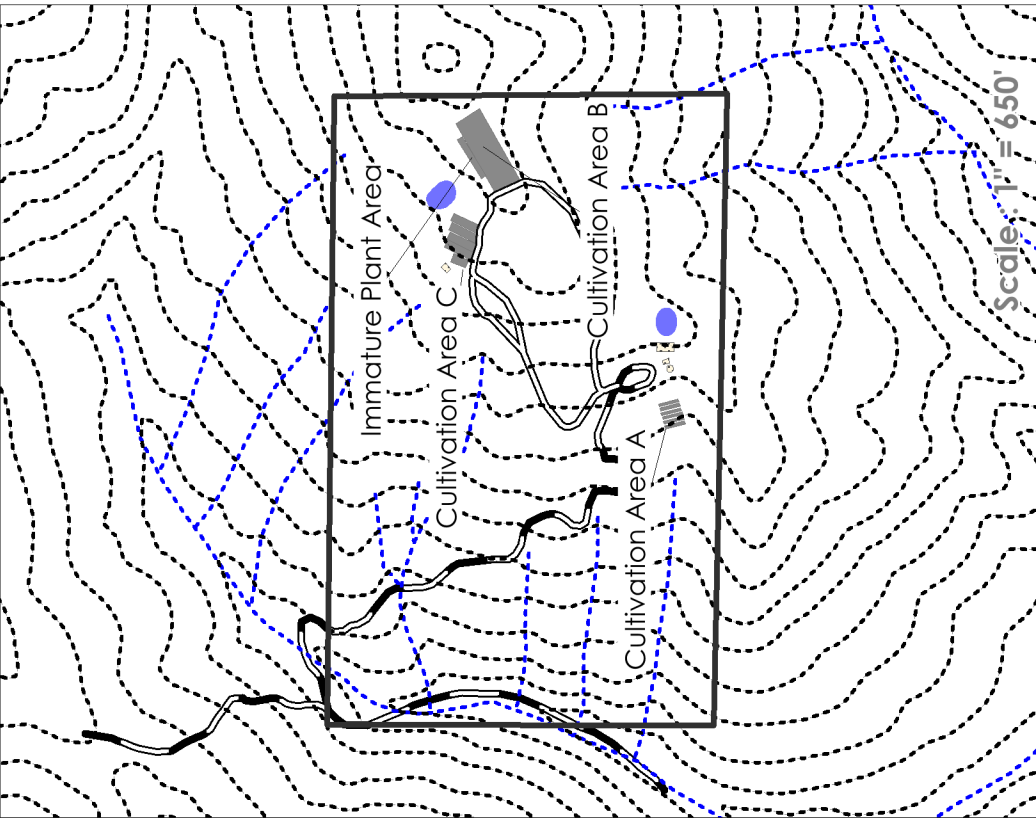 Immature Plant Area
Cultivation Area C
Cultivation Area B
Cultivation Area A
Scale: 1" = 650'